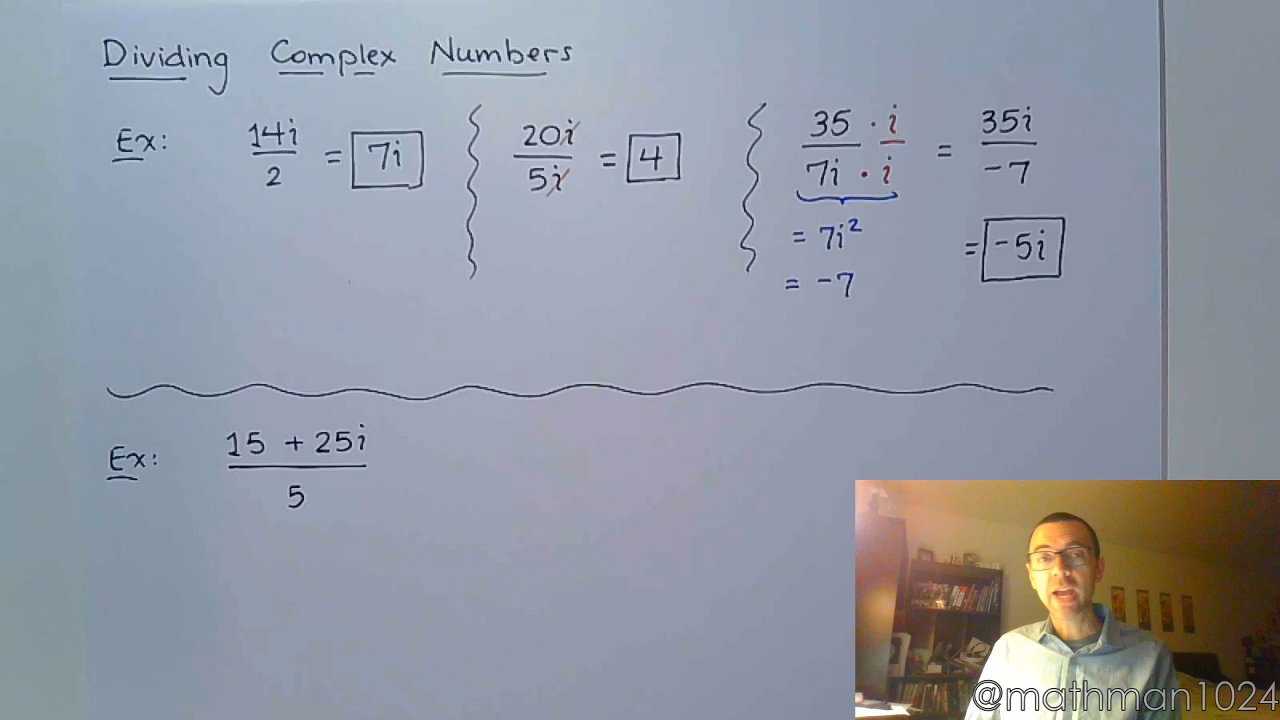 Dividing Complex Numbers
Ex: 14i/2 = 7i
20i/5i = 4
35 · i / 7i · i = 35i/-7
= 7i²
= -7
= -5i
Ex: 15 + 25i / 5
@mathman1024